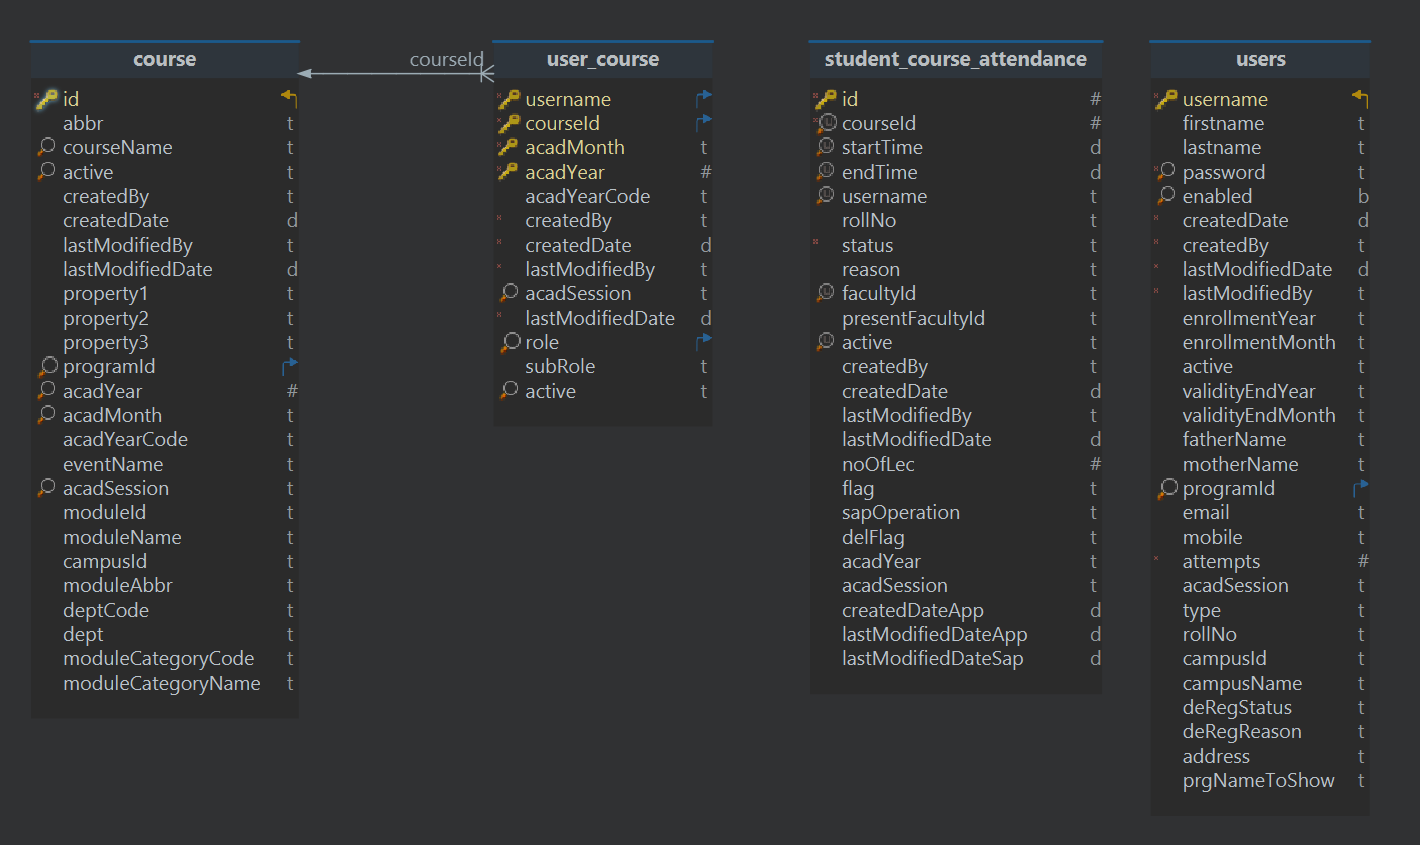 courseId
course
id
abbr t
courseName t
active t
createdBy t
createdDate d
lastModifiedBy t
lastModifiedDate d
property1 t
property2 t
property3 t
programId
acadYear #
acadMonth t
acadYearCode t
eventName t
acadSession t
moduleId t
moduleName t
campusId t
moduleAbbr t
deptCode t
dept t
moduleCategoryCode t
moduleCategoryName t
user_course
username
courseId
acadMonth t
acadYear #
acadYearCode t
createdBy t
createdDate d
lastModifiedBy t
acadSession t
lastModifiedDate d
role
subRole t
active t
student_course_attendance
id #
courseId #
startTime d
endTime d
username t
rollNo t
status t
reason t
facultyId t
presentFacultyId t
active t
createdBy t
createdDate d
lastModifiedBy t
lastModifiedDate d
noOfLec #
flag t
sapOperation t
delFlag t
acadYear t
acadSession t
createdDateApp d
lastModifiedDateApp d
lastModifiedDateSap d
users
username
firstname t
lastname t
password t
enabled b
createdDate d
createdBy t
lastModifiedDate d
lastModifiedBy t
enrollmentYear t
enrollmentMonth t
active t
validityEndYear t
validityEndMonth t
fatherName t
motherName t
programId
email t
mobile t
attempts #
acadSession t
type t
rollNo t
campusId t
campusName t
deRegStatus t
deRegReason t
address t
prgNameToShow t